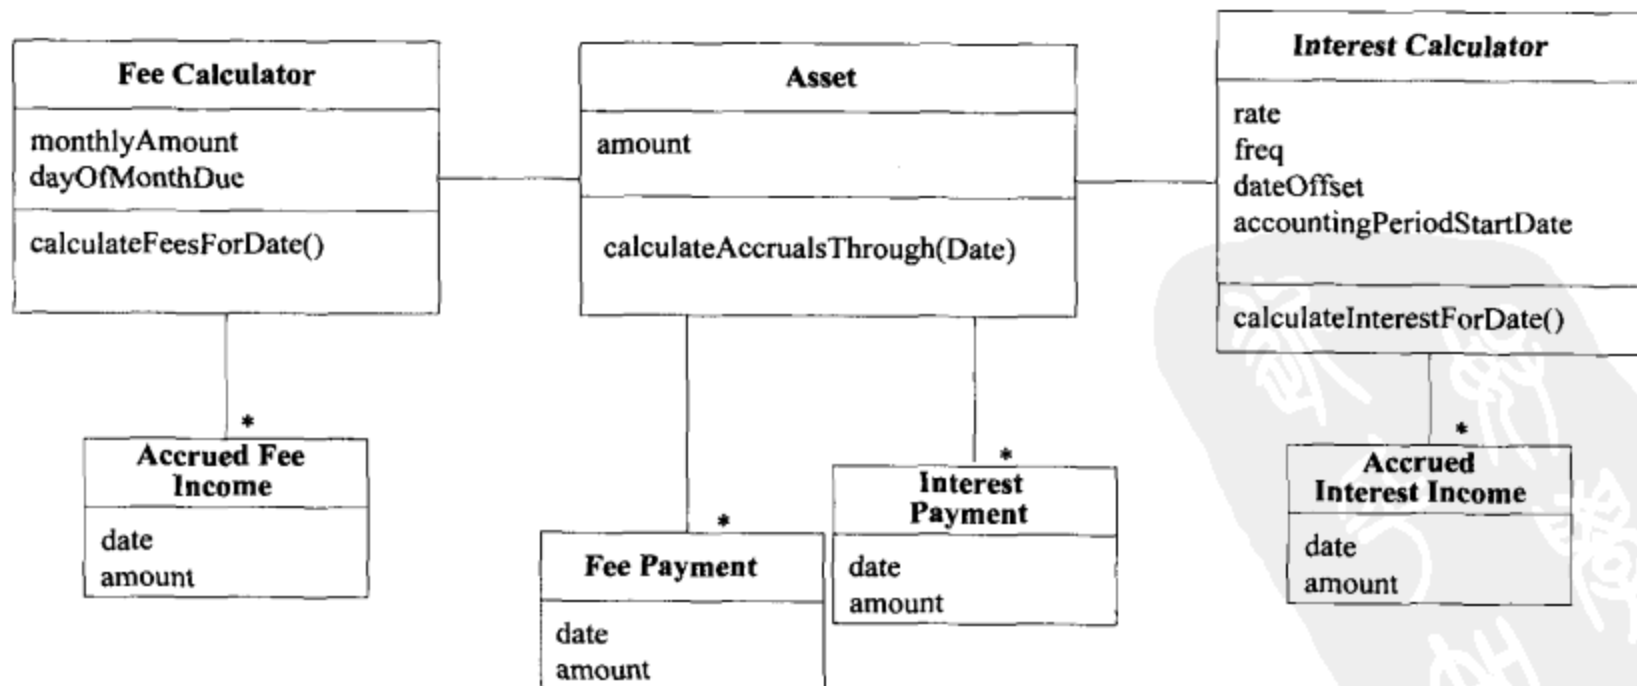 Fee Calculator
monthlyAmount
dayOfMonthDue
calculateFeesForDate()
Asset
amount
calculateAccrualsThrough(Date)
Interest Calculator
rate
freq
dateOffset
accountingPeriodStartDate
calculateInterestForDate()
*
Accrued Fee
Income
date
amount
*
Fee Payment
date
amount
*
Interest
Payment
date
amount
*
Accrued
Interest Income
date
amount